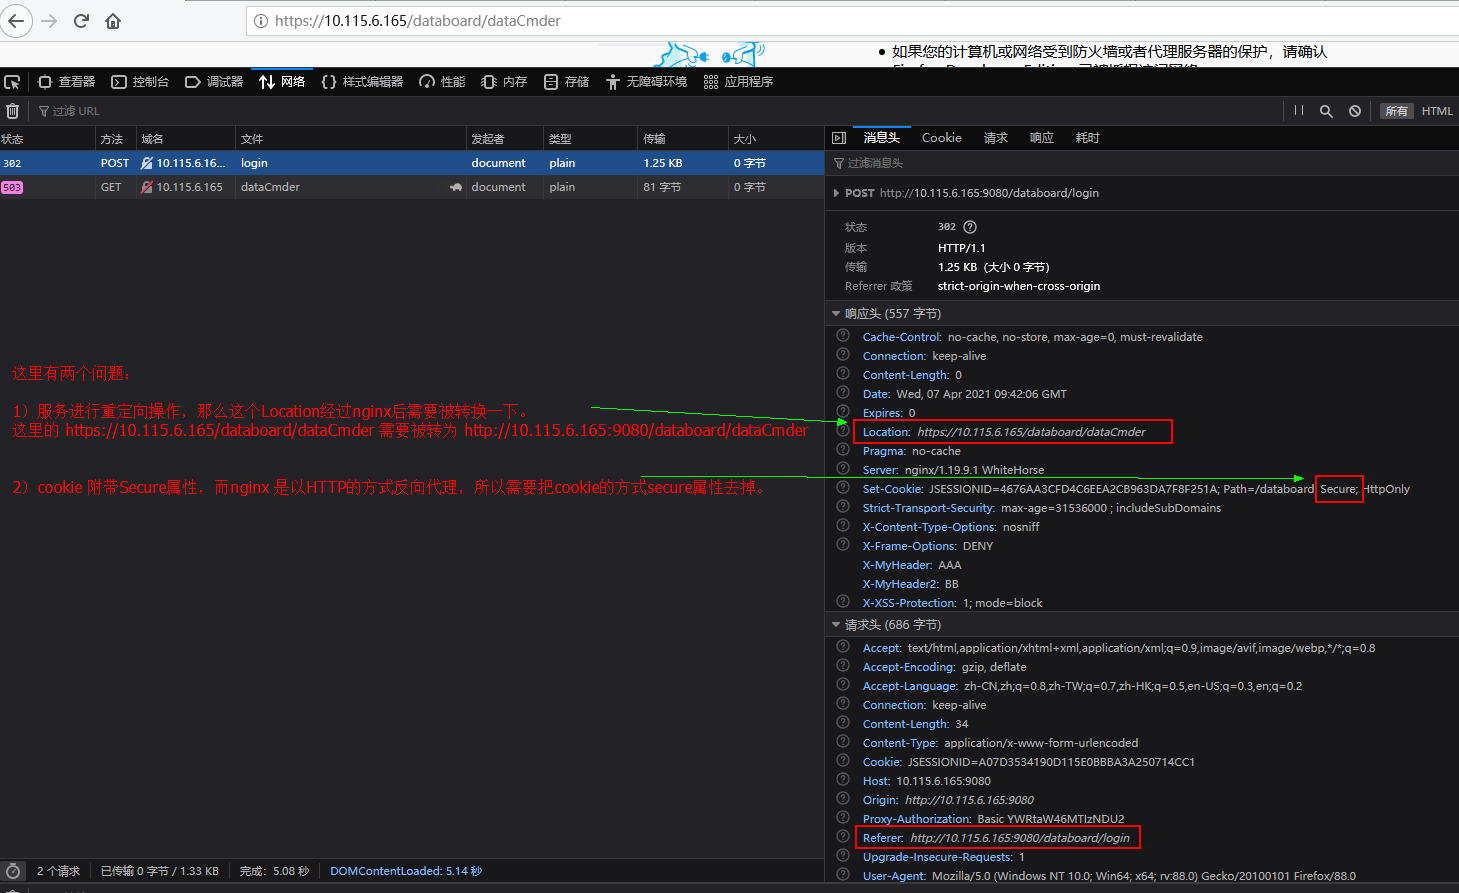 https://10.115.6.165/databoard/dataCmder
如果您的计算机或网络受到防火墙或者代理服务器的保护，请确认
查看器 控制台 调试器 网络 样式编辑器 性能 内存 存储 无障碍环境 应用程序
过滤 URL
所有 HTML
状态 方法 域名 文件 发起者 类型 传输 大小
302 POST 10.115.6.16... login document plain 1.25 KB 0 字节
503 GET 10.115.6.165 dataCmder document plain 81 字节 0 字节
这里有两个问题：
1）服务进行重定向操作，那么这个Location经过nginx后需要被转换一下。
这里的 https://10.115.6.165/databoard/dataCmder 需要被转为 http://10.115.6.165:9080/databoard/dataCmder
2）cookie 附带Secure属性，而nginx 是以HTTP的方式反向代理，所以需要把cookie的方式secure属性去掉。
2 个请求 已传输 0 字节 / 1.33 KB 完成：5.08 秒 DOMContentLoaded: 5.14 秒
消息头 Cookie 请求 响应 耗时
过滤消息头
POST http://10.115.6.165:9080/databoard/login
状态 302
版本 HTTP/1.1
传输 1.25 KB (大小 0 字节)
Referrer 政策 strict-origin-when-cross-origin
响应头 (557 字节)
Cache-Control: no-cache, no-store, max-age=0, must-revalidate
Connection: keep-alive
Content-Length: 0
Date: Wed, 07 Apr 2021 09:42:06 GMT
Expires: 0
Location: https://10.115.6.165/databoard/dataCmder
Pragma: no-cache
Server: nginx/1.19.9.1 WhiteHorse
Set-Cookie: JSESSIONID=4676AA3CFD4C6EEA2CB963DA7F8F251A; Path=/databoard Secure; HttpOnly
Strict-Transport-Security: max-age=31536000 ; includeSubDomains
X-Content-Type-Options: nosniff
X-Frame-Options: DENY
X-MyHeader: AAA
X-MyHeader2: BB
X-XSS-Protection: 1; mode=block
请求头 (686 字节)
Accept: text/html,application/xhtml+xml,application/xml;q=0.9,image/avif,image/webp,*/*;q=0.8
Accept-Encoding: gzip, deflate
Accept-Language: zh-CN,zh;q=0.8,zh-TW;q=0.7,zh-HK;q=0.5,en-US;q=0.3,en;q=0.2
Connection: keep-alive
Content-Length: 34
Content-Type: application/x-www-form-urlencoded
Cookie: JSESSIONID=A07D3534190D115E0BBBA3A250714CC1
Host: 10.115.6.165:9080
Origin: http://10.115.6.165:9080
Proxy-Authorization: Basic YWRtaW46MTIzNDU2
Referer: http://10.115.6.165:9080/databoard/login
Upgrade-Insecure-Requests: 1
User-Agent: Mozilla/5.0 (Windows NT 10.0; Win64; x64; rv:88.0) Gecko/20100101 Firefox/88.0